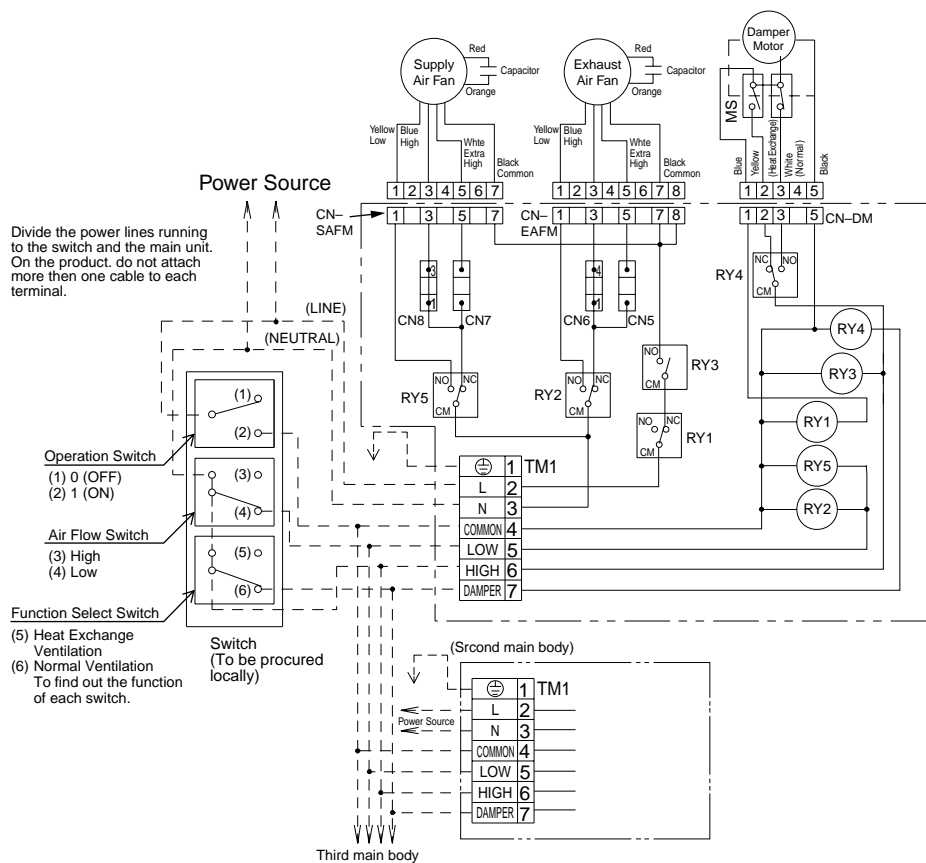 Damper
Motor
Supply
Air Fan
Red
Capacitor
Orange
Exhaust
Air Fan
Red
Capacitor
Orange
MS
Yellow
Low
Blue
High
Whte
Extra
High
Black
Common
Yellow
Low
Blue
High
Whte
Extra
High
Black
Common
Blue
Yellow
(Heat Exchange)
White
(Normal)
Black
1 2 3 4 5 6 7
1 2 3 4 5 6 7 8
1 2 3 4 5
Power Source
CN–
SAFM
1 3 5 7
CN–
EAFM
1 3 5 7 8
1 2 3 5
CN–DM
Divide the power lines running
to the switch and the main unit.
On the product. do not attach
more then one cable to each
terminal.
3
1
CN8
CN7
4
1
CN6
CN5
RY4
NC NO
CM
(LINE)
(NEUTRAL)
RY4
RY3
RY1
RY5
RY2
NO NC
CM
RY5
NO NC
CM
RY2
NO
CM
RY3
NO NC
CM
RY1
(1)
(2)
Operation Switch
(1) 0 (OFF)
(2) 1 (ON)
(3)
(4)
Air Flow Switch
(3) High
(4) Low
(5)
(6)
Function Select Switch
(5) Heat Exchange
Ventilation
(6) Normal Ventilation
To find out the function
of each switch.
Switch
(To be procured
locally)
1 TM1
L 2
N 3
COMMON 4
LOW 5
HIGH 6
DAMPER 7
(Srcond main body)
1 TM1
L 2
Power Source
N 3
COMMON 4
LOW 5
HIGH 6
DAMPER 7
Third main body